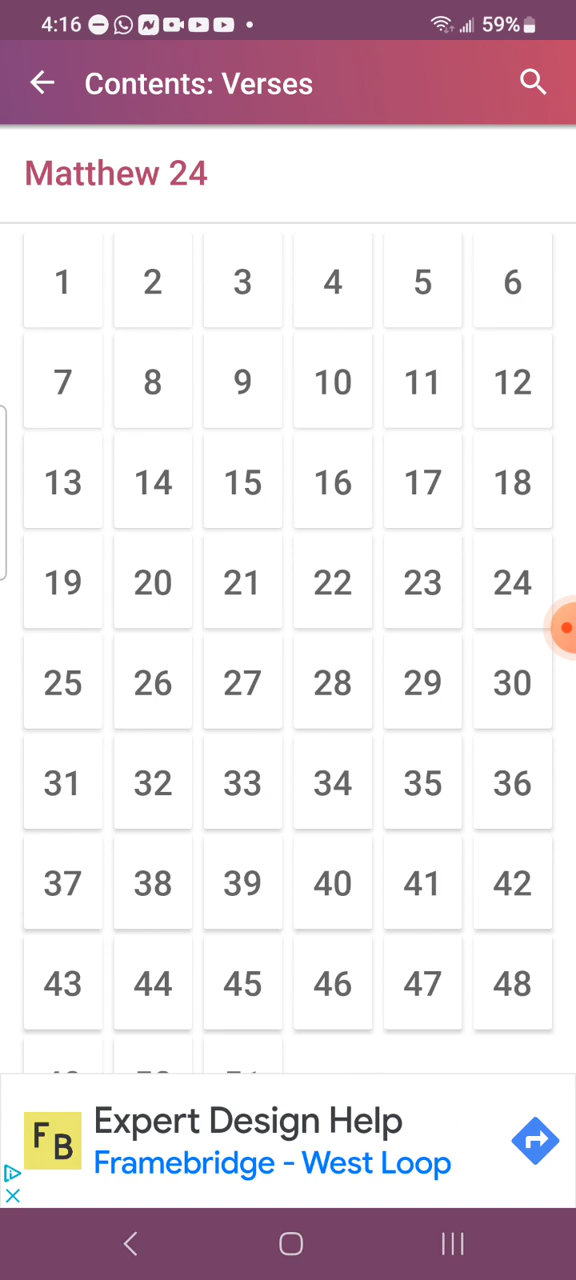 4:16 59%
Contents: Verses
Matthew 24
1 2 3 4 5 6
7 8 9 10 11 12
13 14 15 16 17 18
19 20 21 22 23 24
25 26 27 28 29 30
31 32 33 34 35 36
37 38 39 40 41 42
43 44 45 46 47 48
FB
Expert Design Help
Framebridge - West Loop